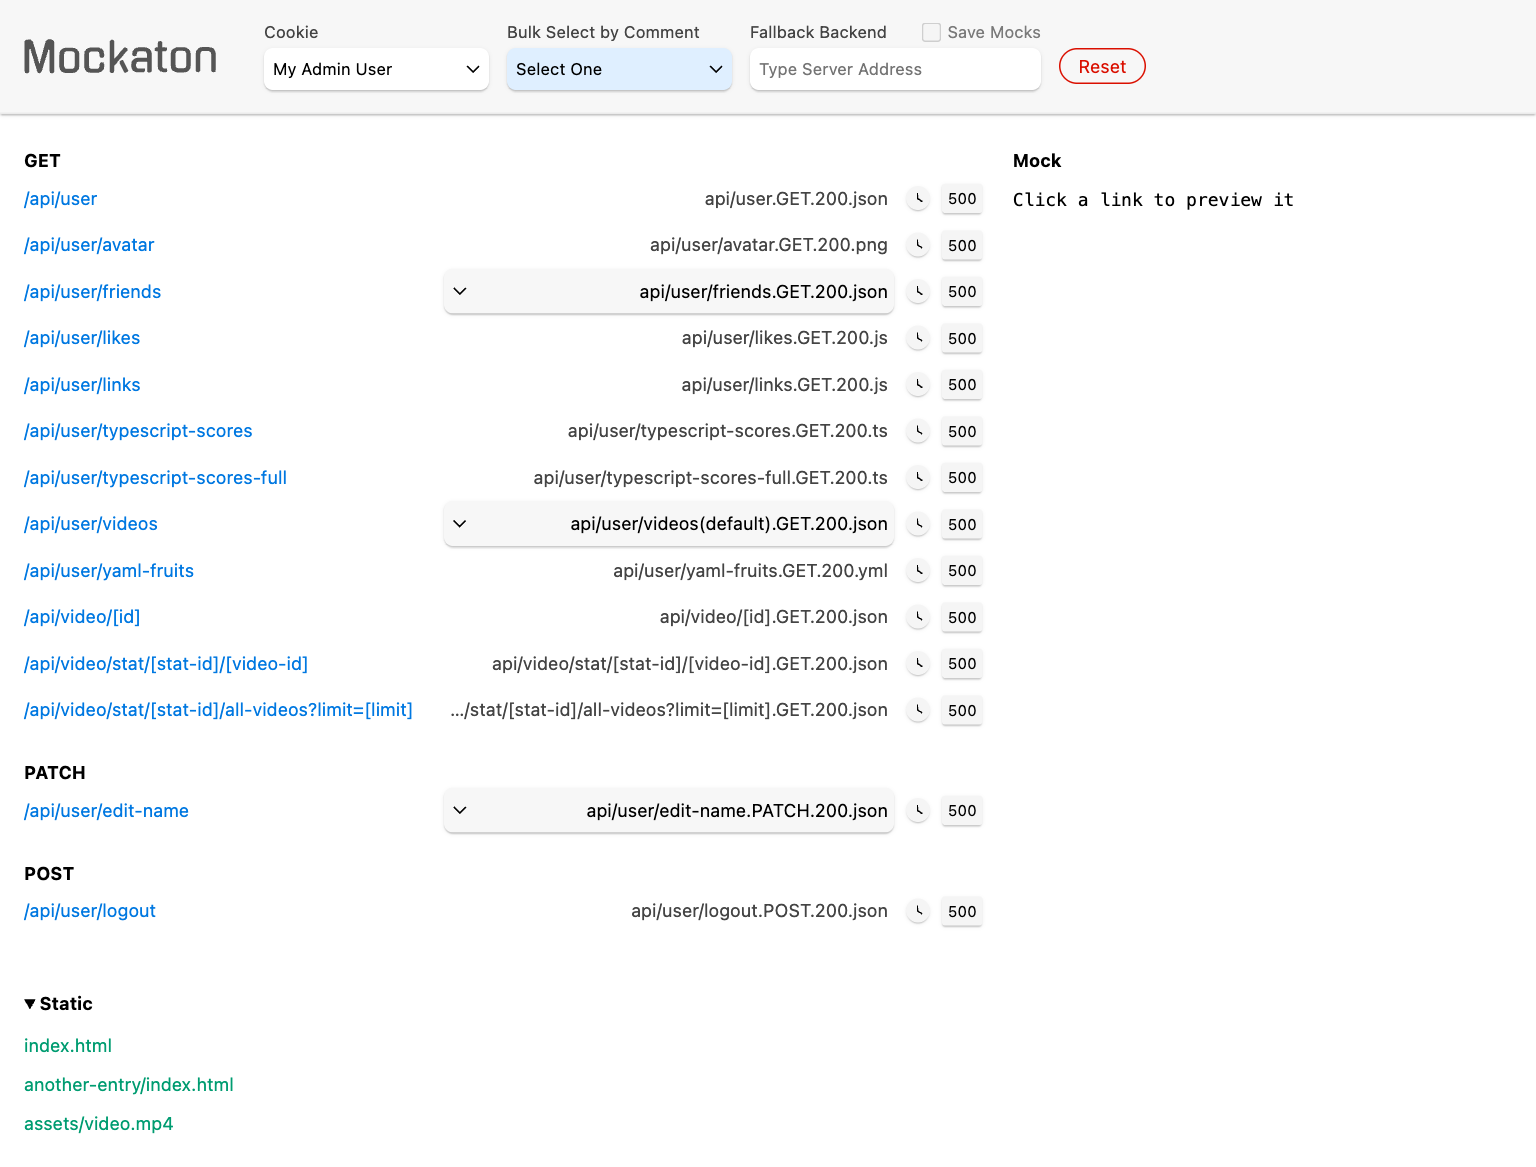 Mockaton
Cookie
My Admin User
Bulk Select by Comment
Select One
Fallback Backend
Save Mocks
Type Server Address
Reset
GET
/api/user api/user.GET.200.json 500
/api/user/avatar api/user/avatar.GET.200.png 500
/api/user/friends api/user/friends.GET.200.json 500
/api/user/likes api/user/likes.GET.200.js 500
/api/user/links api/user/links.GET.200.js 500
/api/user/typescript-scores api/user/typescript-scores.GET.200.ts 500
/api/user/typescript-scores-full api/user/typescript-scores-full.GET.200.ts 500
/api/user/videos api/user/videos(default).GET.200.json 500
/api/user/yaml-fruits api/user/yaml-fruits.GET.200.yml 500
/api/video/[id] api/video/[id].GET.200.json 500
/api/video/stat/[stat-id]/[video-id] api/video/stat/[stat-id]/[video-id].GET.200.json 500
/api/video/stat/[stat-id]/all-videos?limit=[limit] .../stat/[stat-id]/all-videos?limit=[limit].GET.200.json 500
PATCH
/api/user/edit-name api/user/edit-name.PATCH.200.json 500
POST
/api/user/logout api/user/logout.POST.200.json 500
Static
index.html
another-entry/index.html
assets/video.mp4
Mock
Click a link to preview it